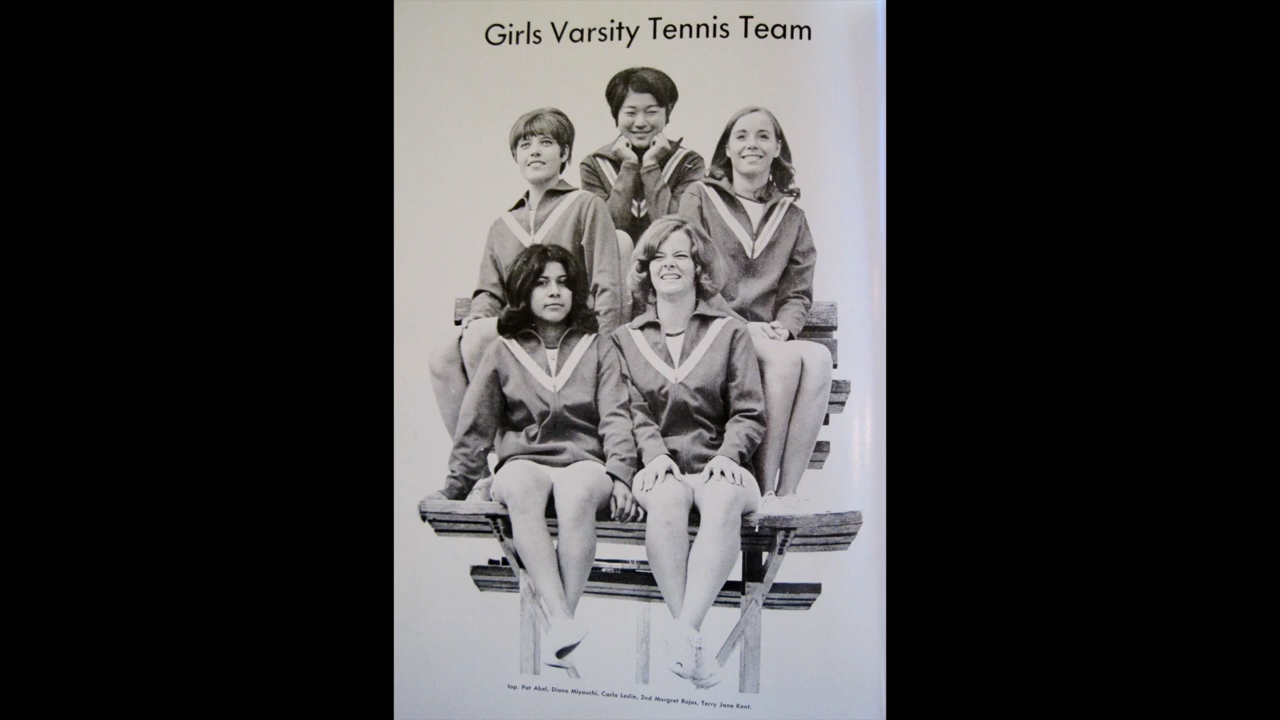 Girls Varsity Tennis Team
top. Pat Abel, Diane Miyauchi, Carla Leslie, 2nd Margret Rojas, Terry Jane Kent.